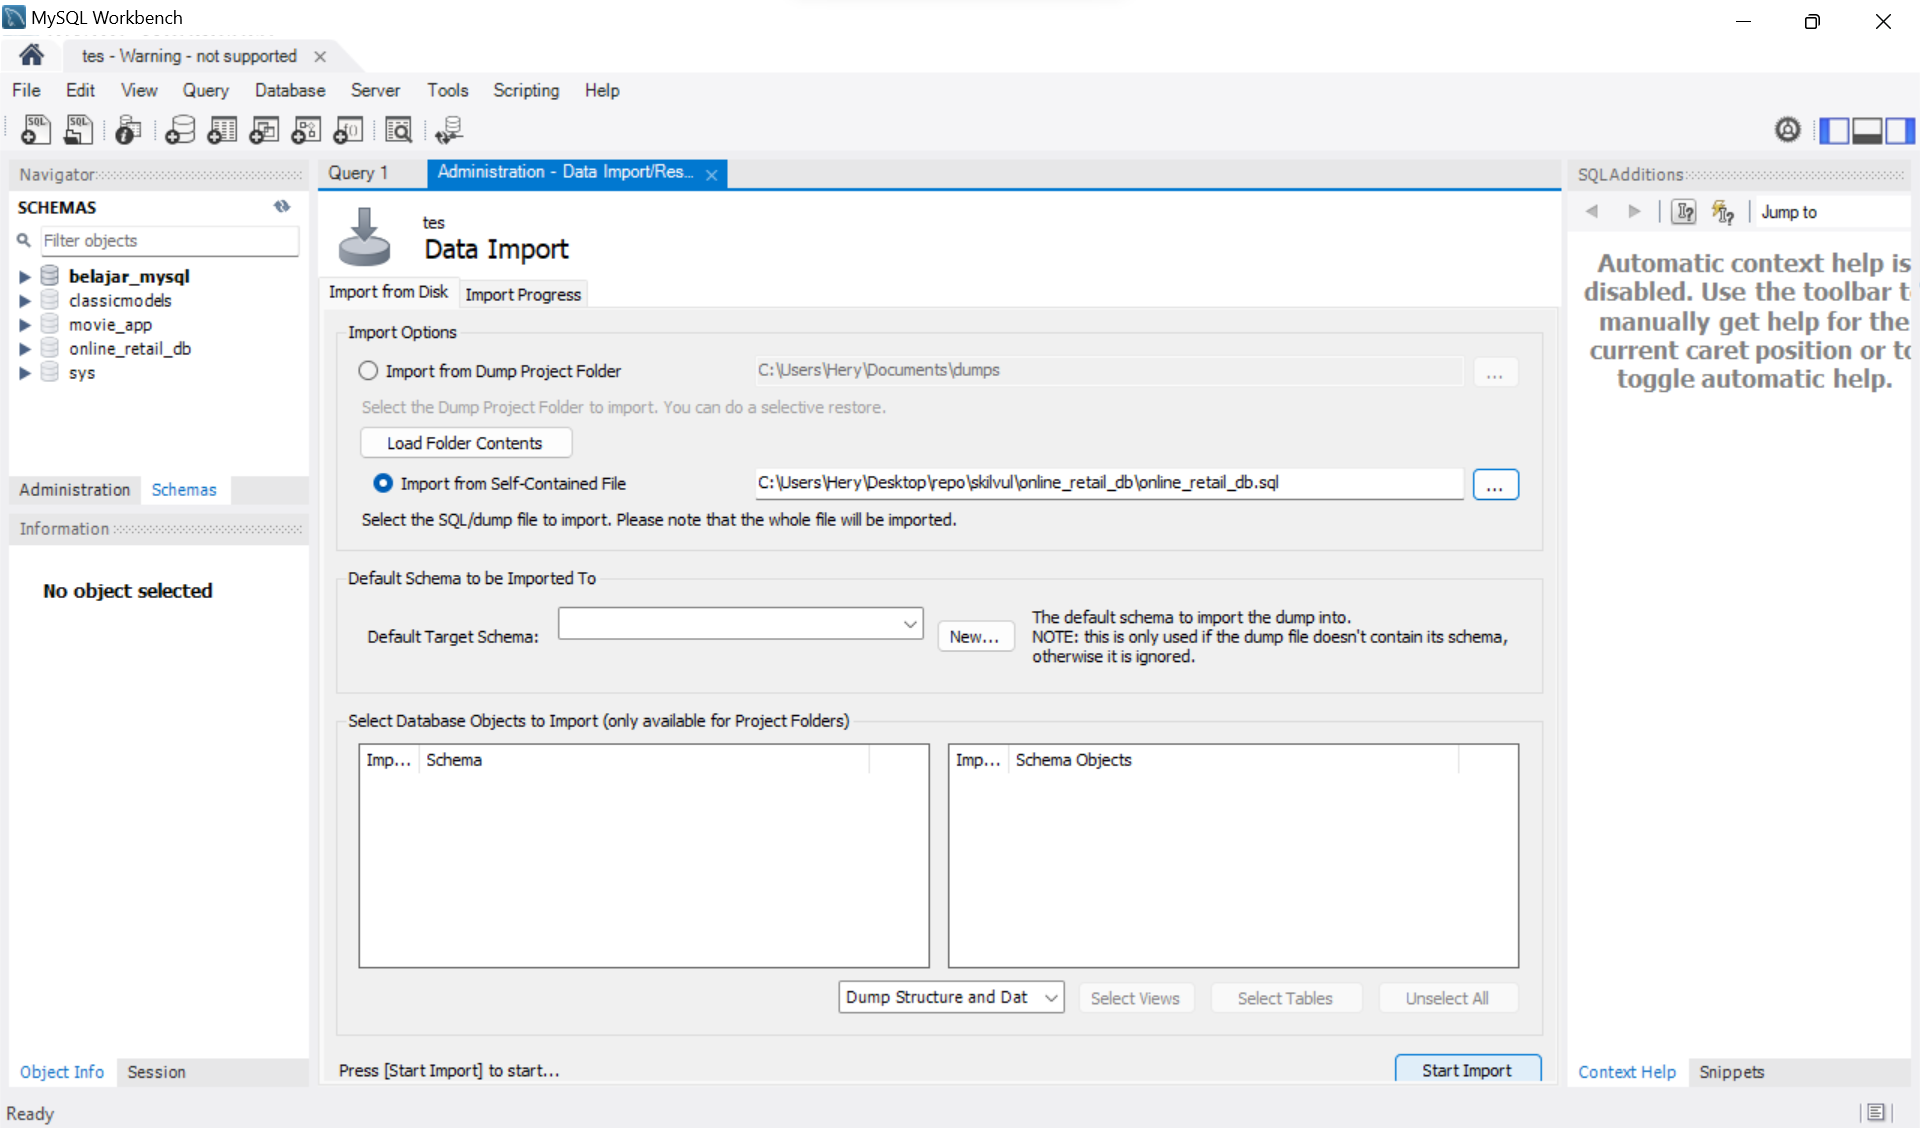 MySQL Workbench
tes - Warning - not supported
File Edit View Query Database Server Tools Scripting Help
Navigator
SCHEMAS
Filter objects
belajar_mysql
classicmodels
movie_app
online_retail_db
sys
Administration Schemas
Information
No object selected
Object Info Session
Ready
Query 1 Administration - Data Import/Res...
tes
Data Import
Import from Disk Import Progress
Import Options
Import from Dump Project Folder C:\Users\Hery\Documents\dumps ...
Select the Dump Project Folder to import. You can do a selective restore.
Load Folder Contents
Import from Self-Contained File C:\Users\Hery\Desktop\repo\skilvul\online_retail_db\online_retail_db.sql ...
Select the SQL/dump file to import. Please note that the whole file will be imported.
Default Schema to be Imported To
Default Target Schema: New...
The default schema to import the dump into.
NOTE: this is only used if the dump file doesn't contain its schema,
otherwise it is ignored.
Select Database Objects to Import (only available for Project Folders)
Imp... Schema
Imp... Schema Objects
Dump Structure and Dat Select Views Select Tables Unselect All
Press [Start Import] to start... Start Import
SQLAdditions
Jump to
Automatic context help is
disabled. Use the toolbar t
manually get help for the
current caret position or to
toggle automatic help.
Context Help Snippets